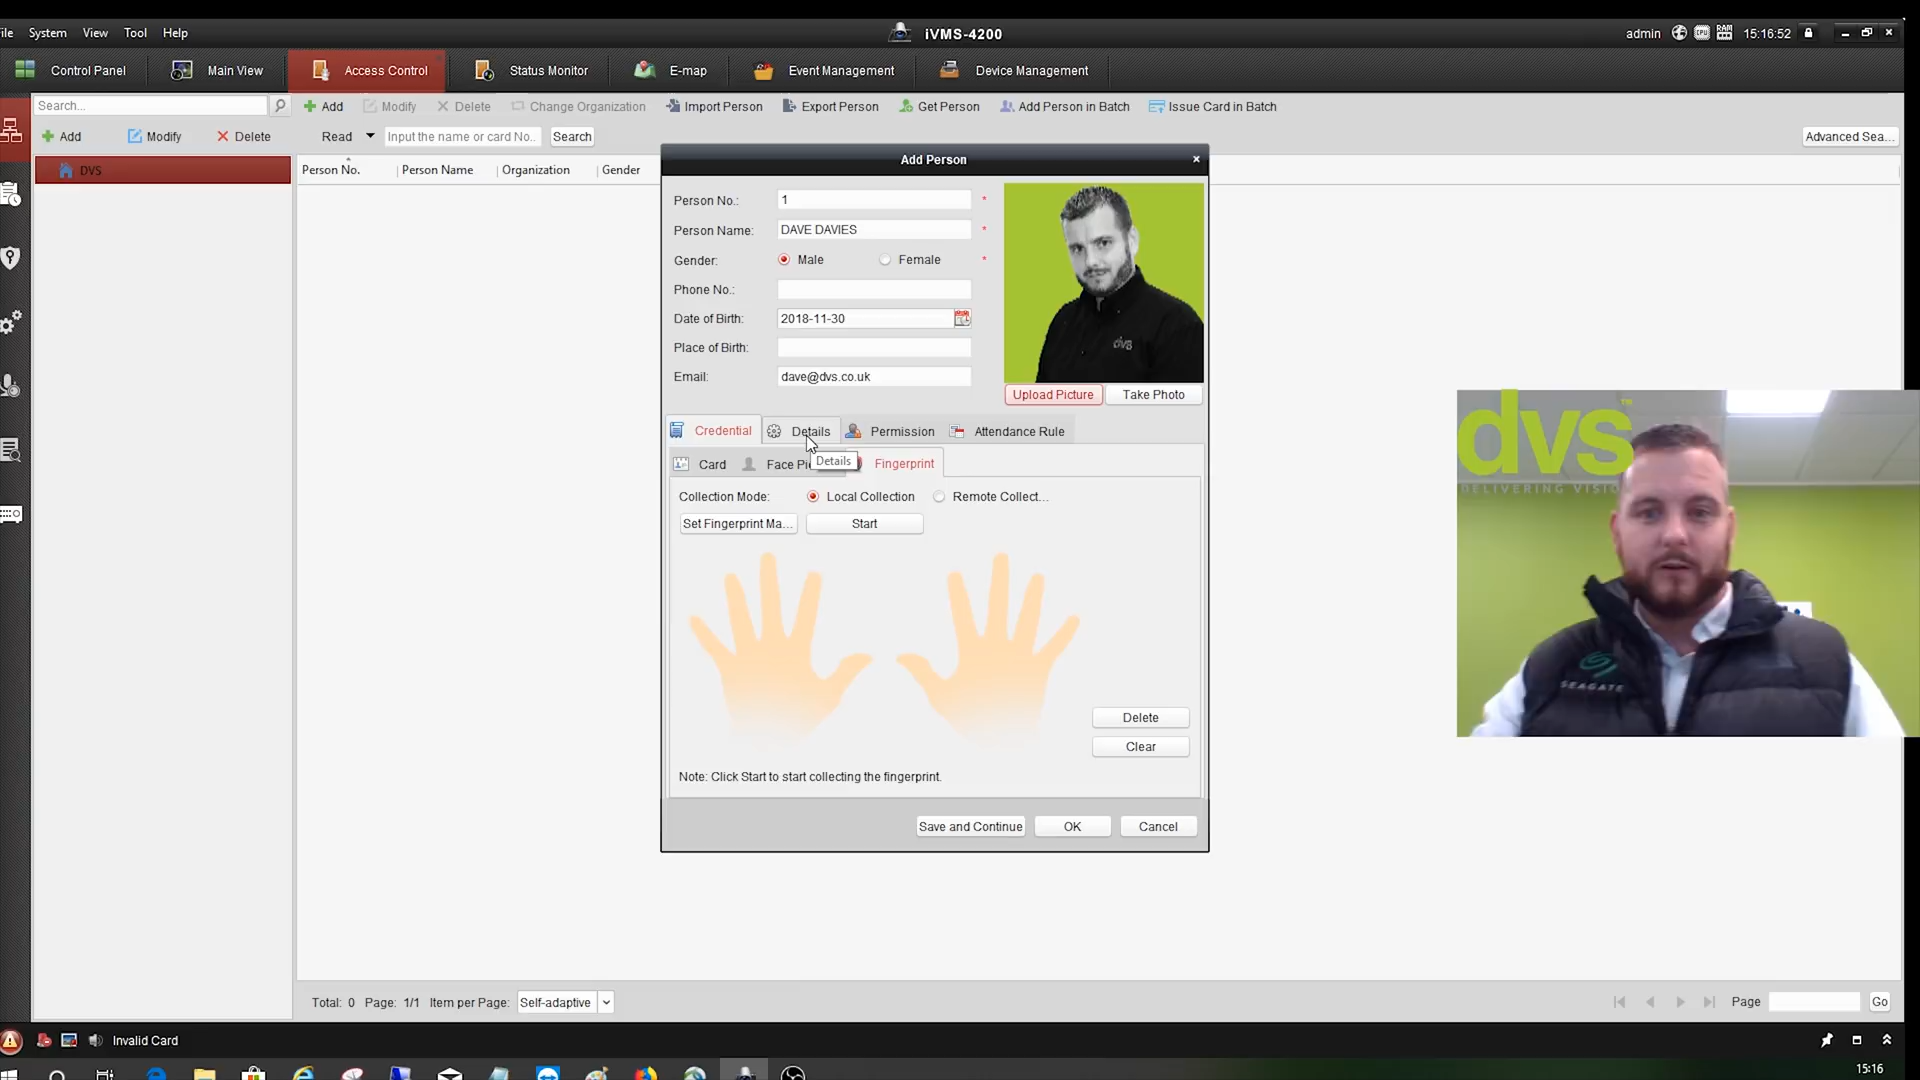 ile System View Tool Help
iVMS-4200
admin 15:16:52
Control Panel Main View Access Control Status Monitor E-map Event Management Device Management
Search...
Add Modify Delete Change Organization Import Person Export Person Get Person Add Person in Batch Issue Card in Batch
Add Modify Delete
Read Input the name or card No.. Search Advanced Sea...
DVS
Person No. Person Name Organization Gender
Add Person
Person No.: 1 *
Person Name: DAVE DAVIES *
Gender: Male Female *
Phone No.:
Date of Birth: 2018-11-30
Place of Birth:
Email: dave@dvs.co.uk
dvs
Upload Picture Take Photo
Credential Details Permission Attendance Rule
Card Face Pi Details Fingerprint
Collection Mode: Local Collection Remote Collect...
Set Fingerprint Ma... Start
Delete
Clear
Note: Click Start to start collecting the fingerprint.
Save and Continue OK Cancel
dvs™
DELIVERING VISIO
SEAGATE
Total: 0 Page: 1/1 Item per Page: Self-adaptive
Page Go
Invalid Card
15:16